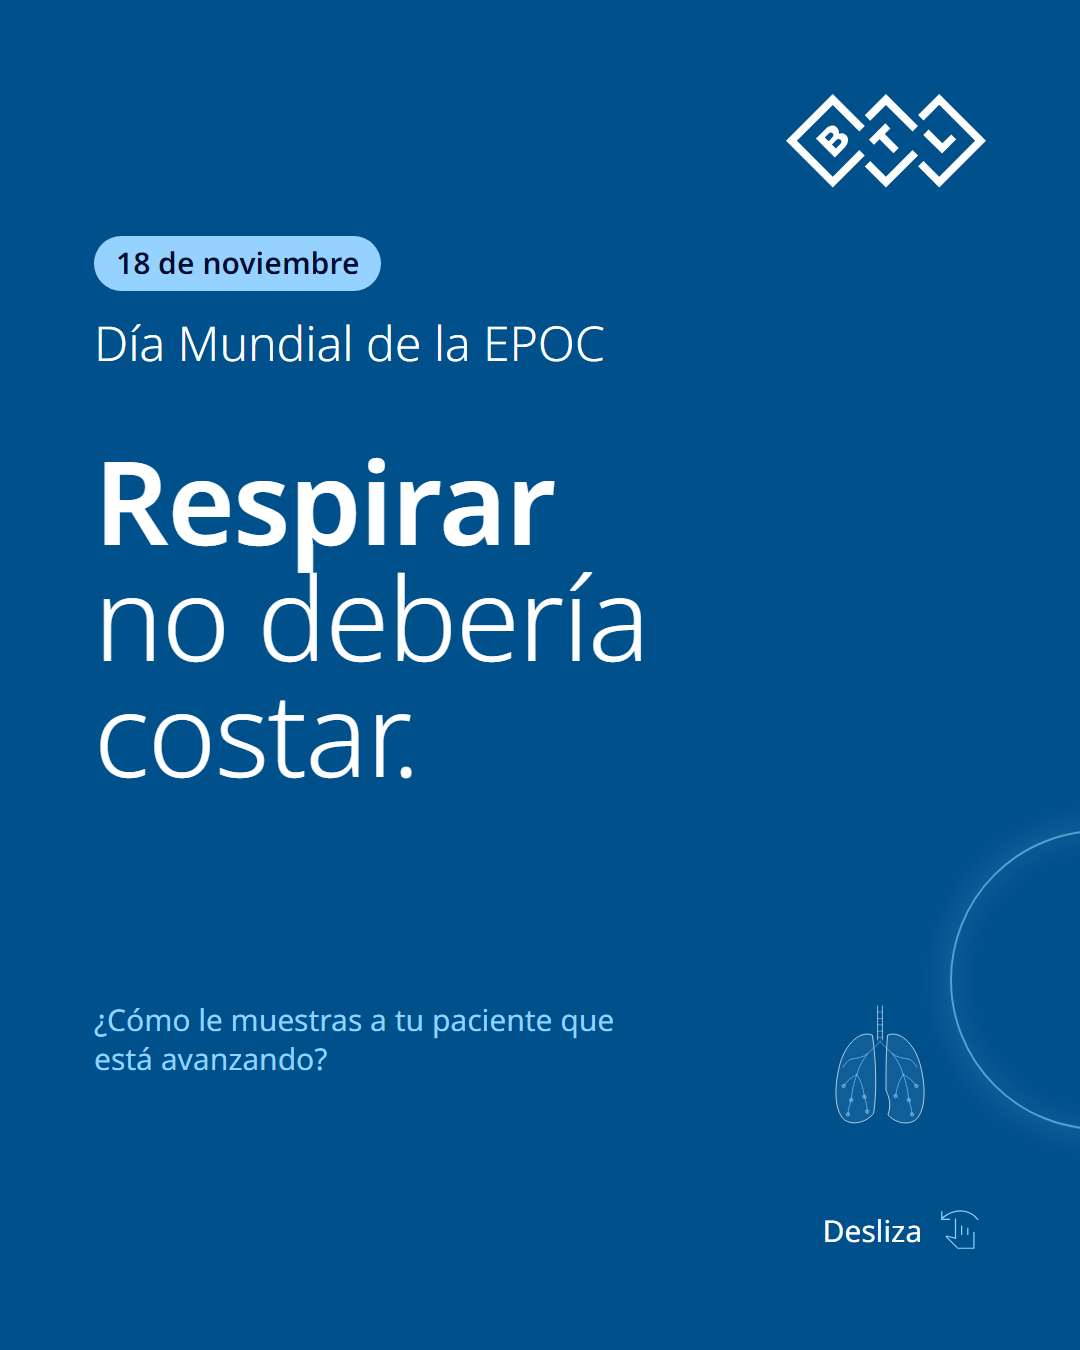 BTL
18 de noviembre
Día Mundial de la EPOC
Respirar
no debería
costar.
¿Cómo le muestras a tu paciente que
está avanzando?
Desliza